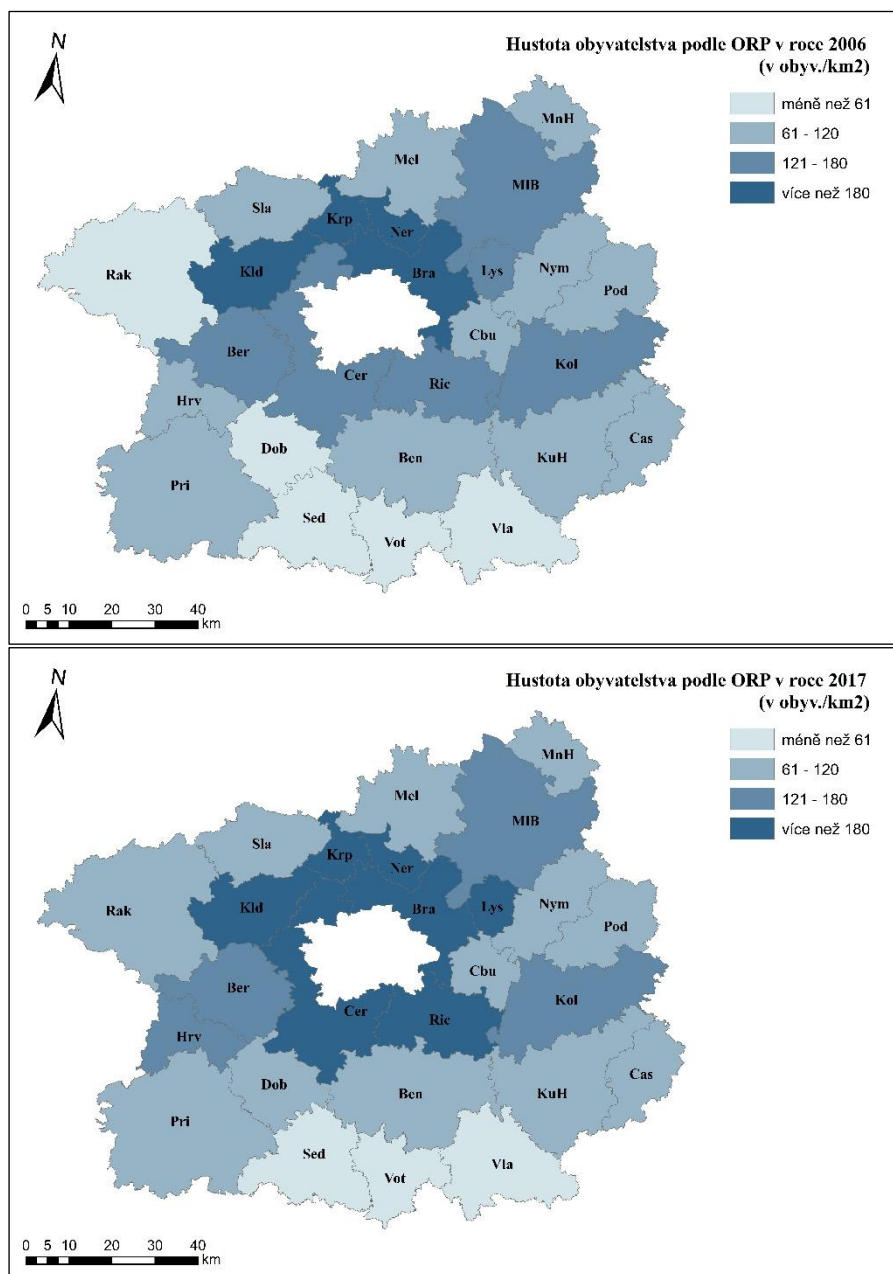 N
Hustota obyvatelstva podle ORP v roce 2006
(v obyv./km2)
méně než 61
61 - 120
121 - 180
více než 180
MnH
Mel
MlB
Sla
Krp
Ner
Rak
Kld
Bra
Lys
Nym
Pod
Cbu
Ber
Cer
Ric
Kol
Hrv
Dob
Ben
KuH
Cas
Pri
Sed
Vot
Vla
0 5 10 20 30 40
km
N
Hustota obyvatelstva podle ORP v roce 2017
(v obyv./km2)
méně než 61
61 - 120
121 - 180
více než 180
MnH
Mel
MlB
Sla
Krp
Ner
Rak
Kld
Bra
Lys
Nym
Pod
Cbu
Ber
Cer
Ric
Kol
Hrv
Dob
Ben
KuH
Cas
Pri
Sed
Vot
Vla
0 5 10 20 30 40
km